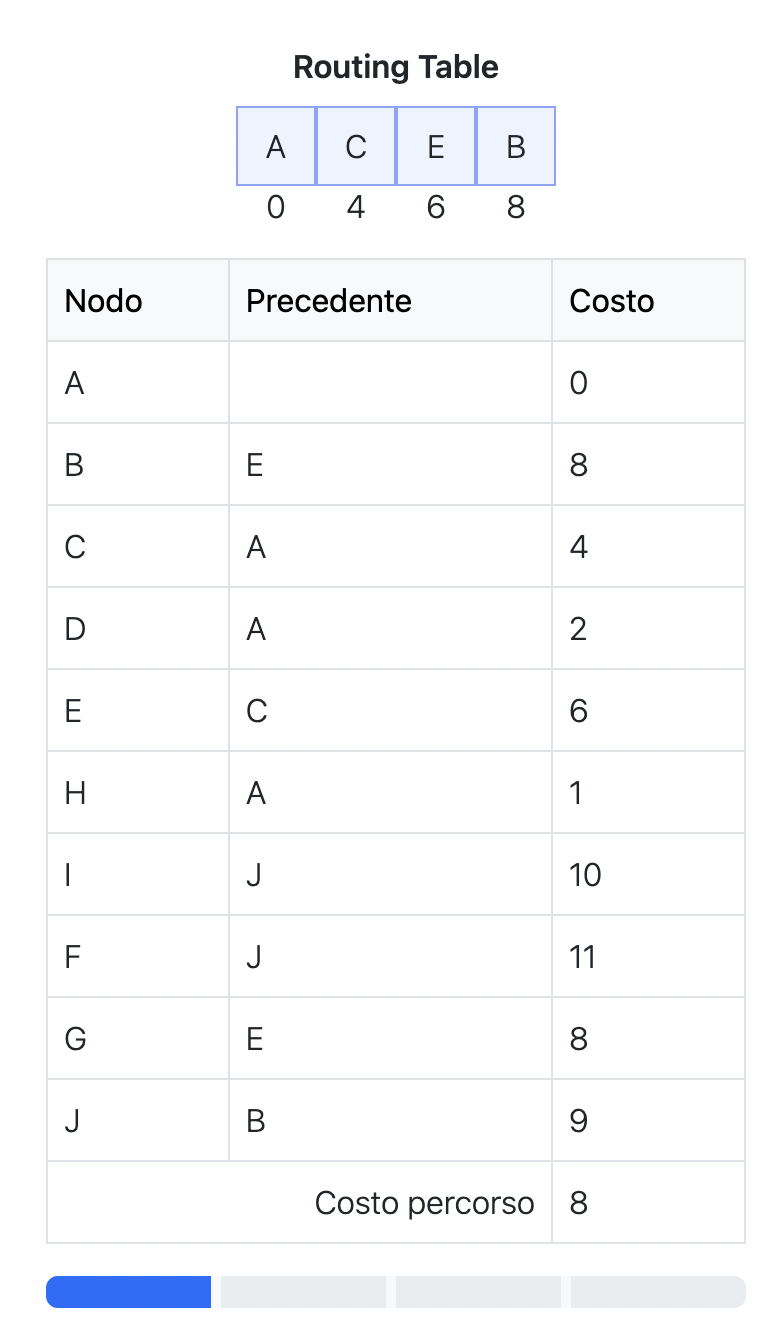 Routing Table
A C E B
0 4 6 8
Nodo Precedente Costo
A 0
B E 8
C A 4
D A 2
E C 6
H A 1
I J 10
F J 11
G E 8
J B 9
Costo percorso 8